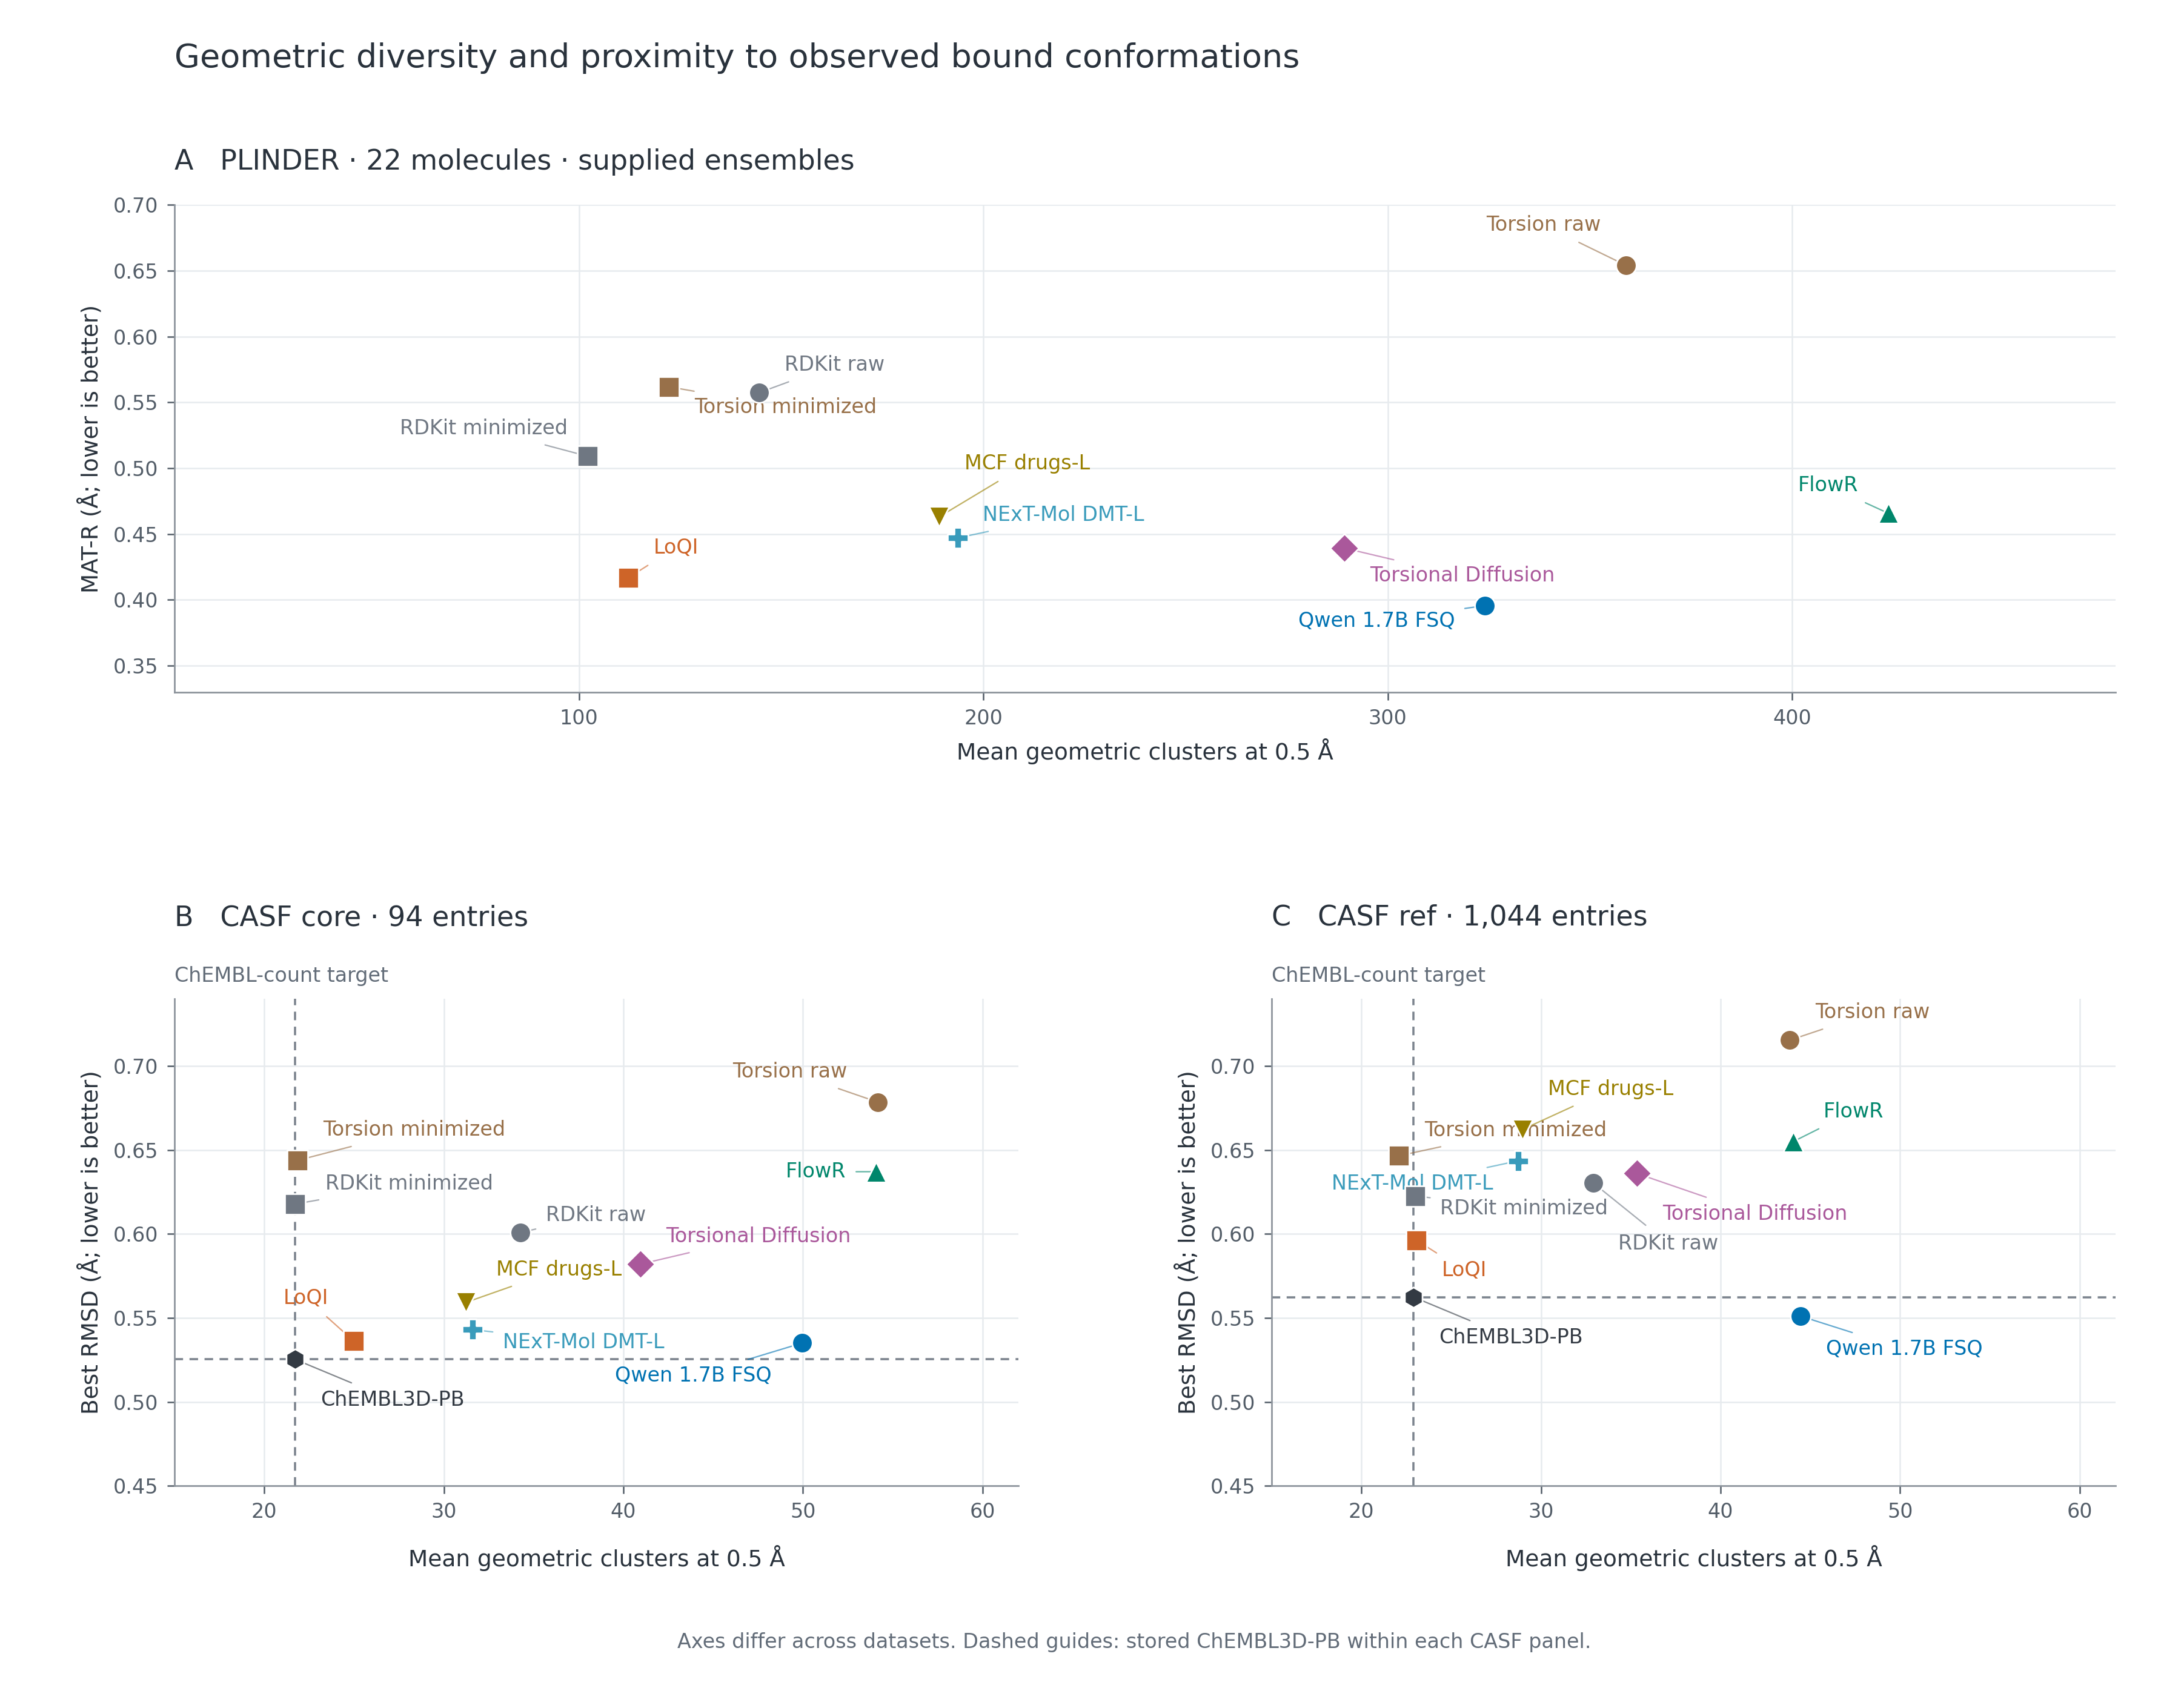 Geometric diversity and proximity to observed bound conformations
A PLINDER · 22 molecules · supplied ensembles
MAT-R (Å; lower is better)
0.70
0.65
0.60
0.55
0.50
0.45
0.40
0.35
Torsion raw
RDKit raw
Torsion minimized
RDKit minimized
MCF drugs-L
FlowR
NExT-Mol DMT-L
LoQI
Torsional Diffusion
Qwen 1.7B FSQ
100
200
300
400
Mean geometric clusters at 0.5 Å
B CASF core · 94 entries
ChEMBL-count target
Best RMSD (Å; lower is better)
0.70
0.65
0.60
0.55
0.50
0.45
Torsion raw
Torsion minimized
FlowR
RDKit minimized
RDKit raw
Torsional Diffusion
MCF drugs-L
LoQI
NExT-Mol DMT-L
Qwen 1.7B FSQ
ChEMBL3D-PB
20
30
40
50
60
Mean geometric clusters at 0.5 Å
C CASF ref · 1,044 entries
ChEMBL-count target
Best RMSD (Å; lower is better)
0.70
0.65
0.60
0.55
0.50
0.45
Torsion raw
MCF drugs-L
FlowR
Torsion minimized
NExT-Mol DMT-L
RDKit minimized
Torsional Diffusion
RDKit raw
LoQI
ChEMBL3D-PB
Qwen 1.7B FSQ
20
30
40
50
60
Mean geometric clusters at 0.5 Å
Axes differ across datasets. Dashed guides: stored ChEMBL3D-PB within each CASF panel.